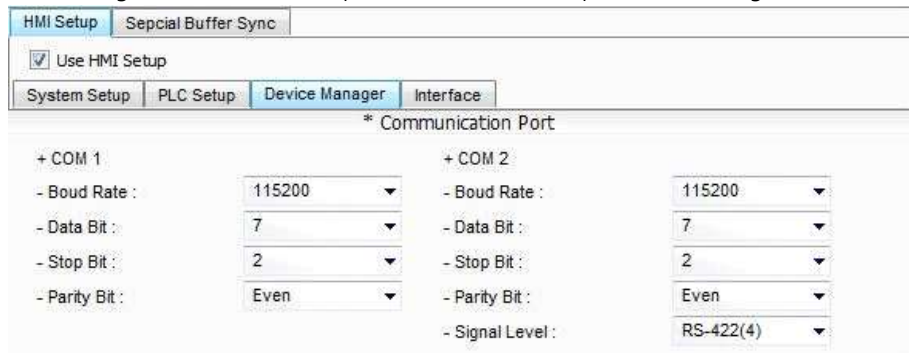 HMI Setup Sepcial Buffer Sync
Use HMI Setup
System Setup PLC Setup Device Manager Interface
* Communication Port
+ COM 1 + COM 2
- Boud Rate : 115200 - Boud Rate : 115200
- Data Bit : 7 - Data Bit : 7
- Stop Bit : 2 - Stop Bit : 2
- Parity Bit : Even - Parity Bit : Even
- Signal Level : RS-422(4)